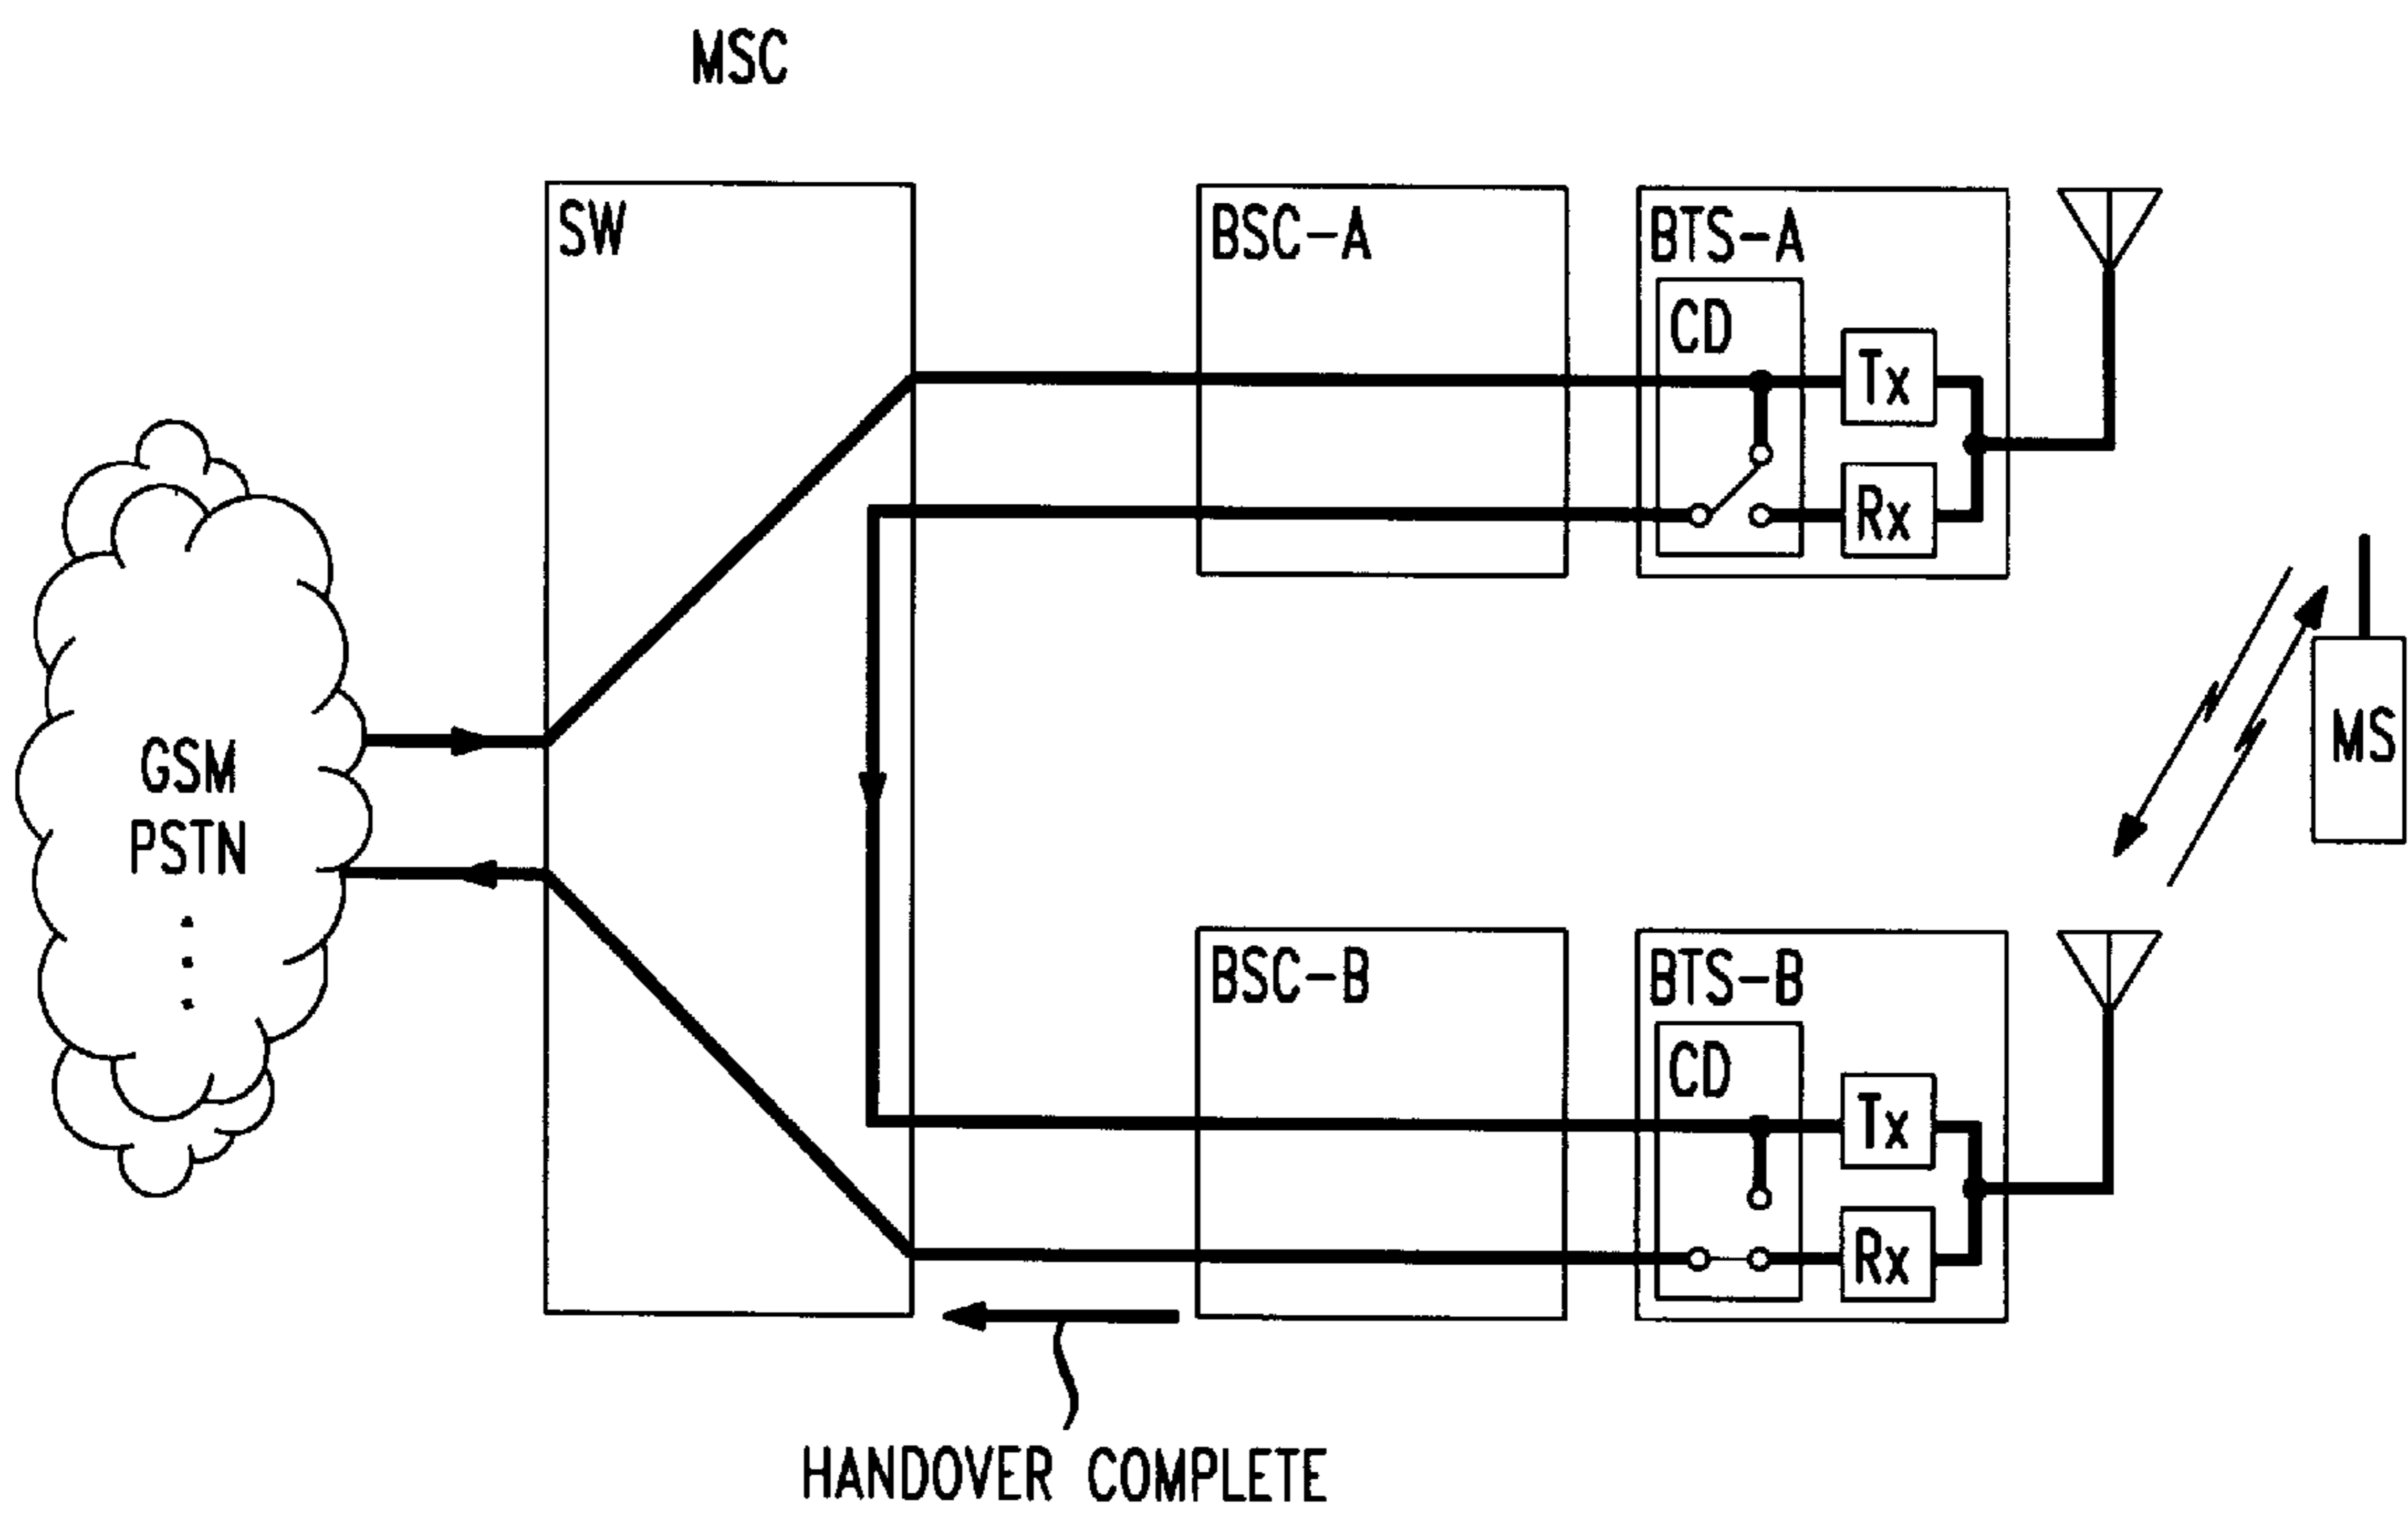 MSC
SW
BSC-A
BTS-A
CD
Tx
Rx
GSM
PSTN
MS
BSC-B
BTS-B
CD
Tx
Rx
HANDOVER COMPLETE